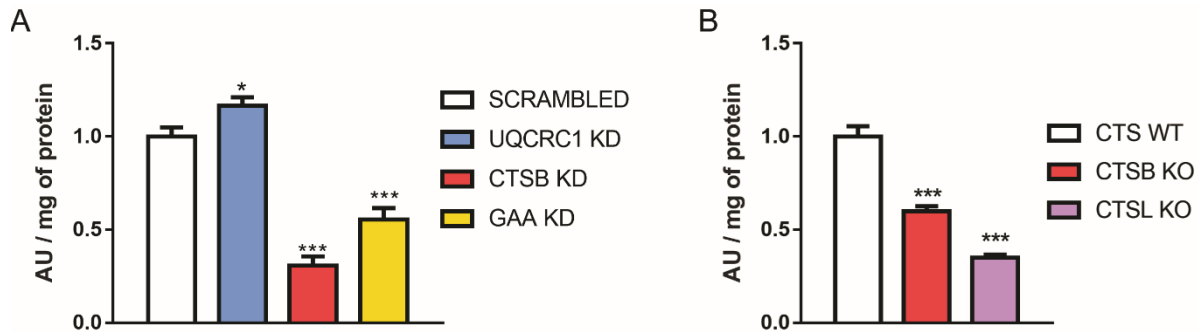 A
AU / mg of protein
1.5
1.0
0.5
0.0
*
***
***
SCRAMBLED
UQCRC1 KD
CTSB KD
GAA KD
B
AU / mg of protein
1.5
1.0
0.5
0.0
***
***
CTS WT
CTSB KO
CTSL KO